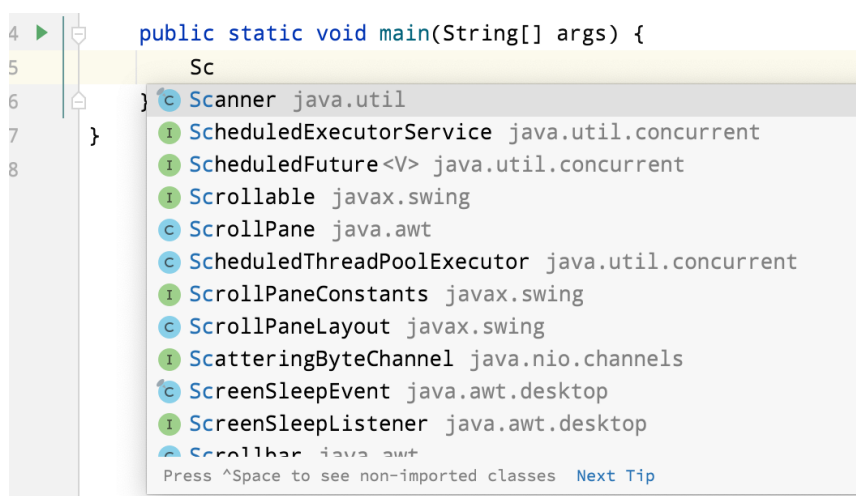 4 public static void main(String[] args) {
5 Sc
6 }
7 }
8
C Scanner java.util
I ScheduledExecutorService java.util.concurrent
I ScheduledFuture<V> java.util.concurrent
I Scrollable javax.swing
C ScrollPane java.awt
C ScheduledThreadPoolExecutor java.util.concurrent
I ScrollPaneConstants javax.swing
C ScrollPaneLayout javax.swing
I ScatteringByteChannel java.nio.channels
C ScreenSleepEvent java.awt.desktop
I ScreenSleepListener java.awt.desktop
C Scrollbar java.awt
Press ^Space to see non-imported classes Next Tip